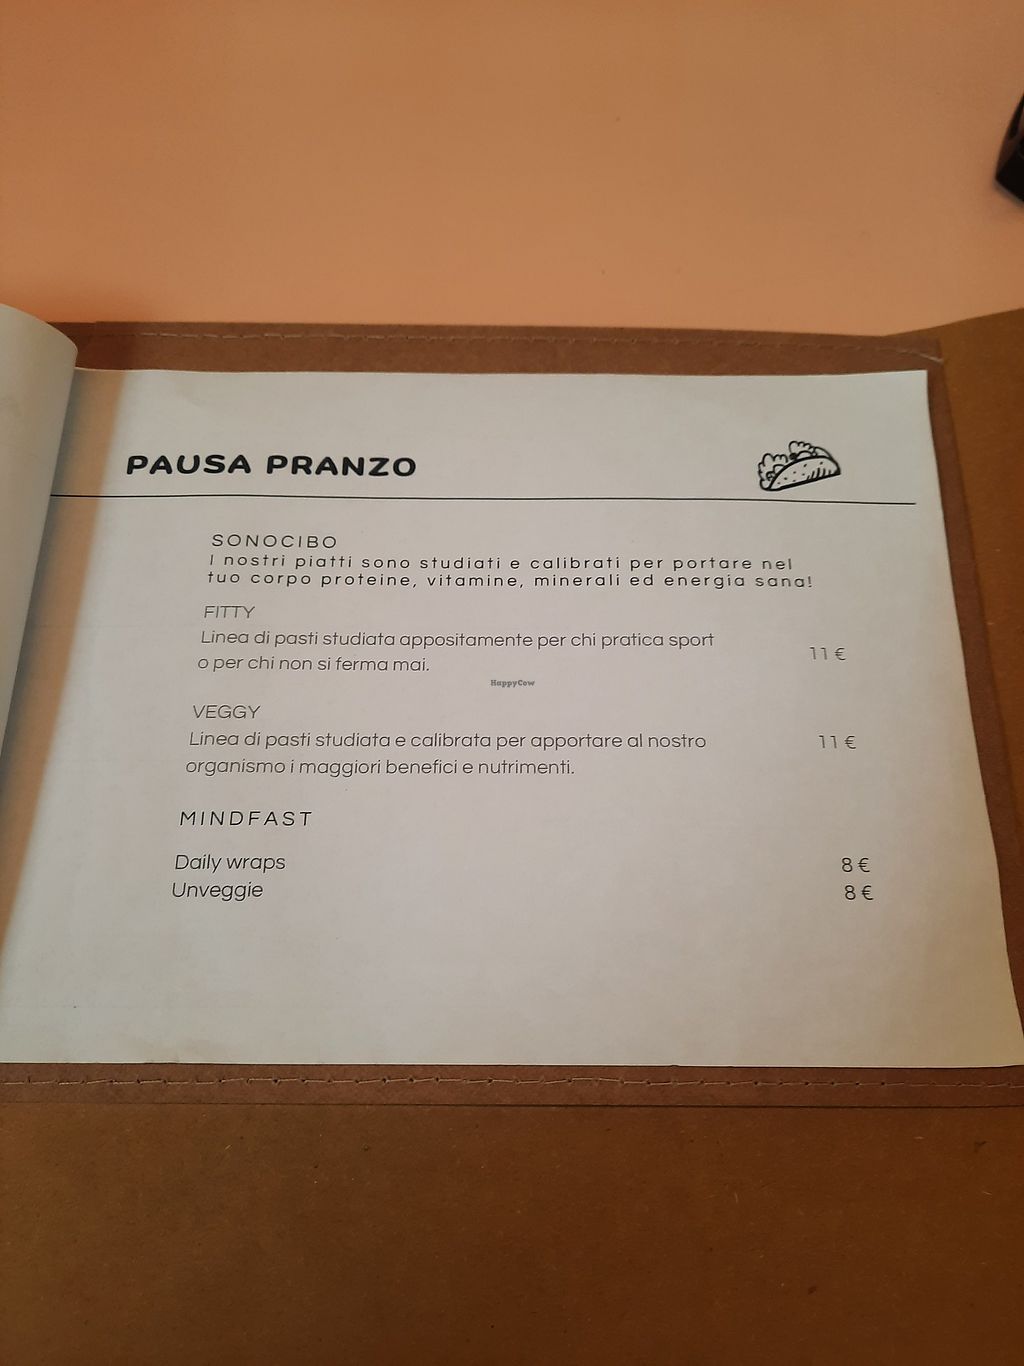 PAUSA PRANZO
SONOCIBO
I nostri piatti sono studiati e calibrati per portare nel
tuo corpo proteine, vitamine, minerali ed energia sana!
FITTY
Linea di pasti studiata appositamente per chi pratica sport
o per chi non si ferma mai.
11 €
HappyCow
VEGGY
Linea di pasti studiata e calibrata per apportare al nostro
organismo i maggiori benefici e nutrimenti.
11 €
MINDFAST
Daily wraps 8 €
Unveggie 8 €